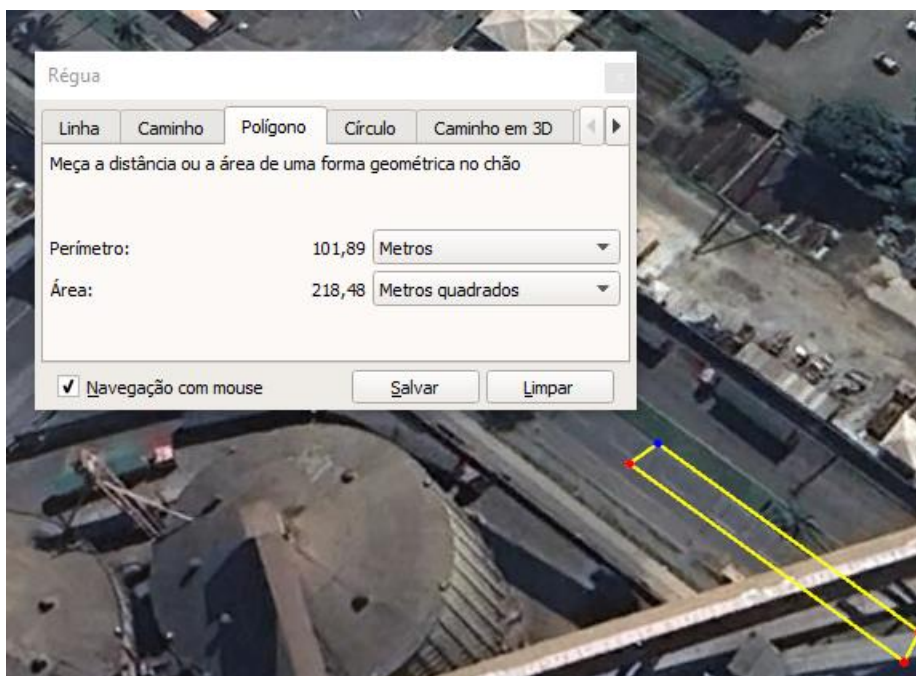 Régua
Linha Caminho Polígono Círculo Caminho em 3D
Meça a distância ou a área de uma forma geométrica no chão
Perímetro: 101,89 Metros
Área: 218,48 Metros quadrados
Navegação com mouse Salvar Limpar